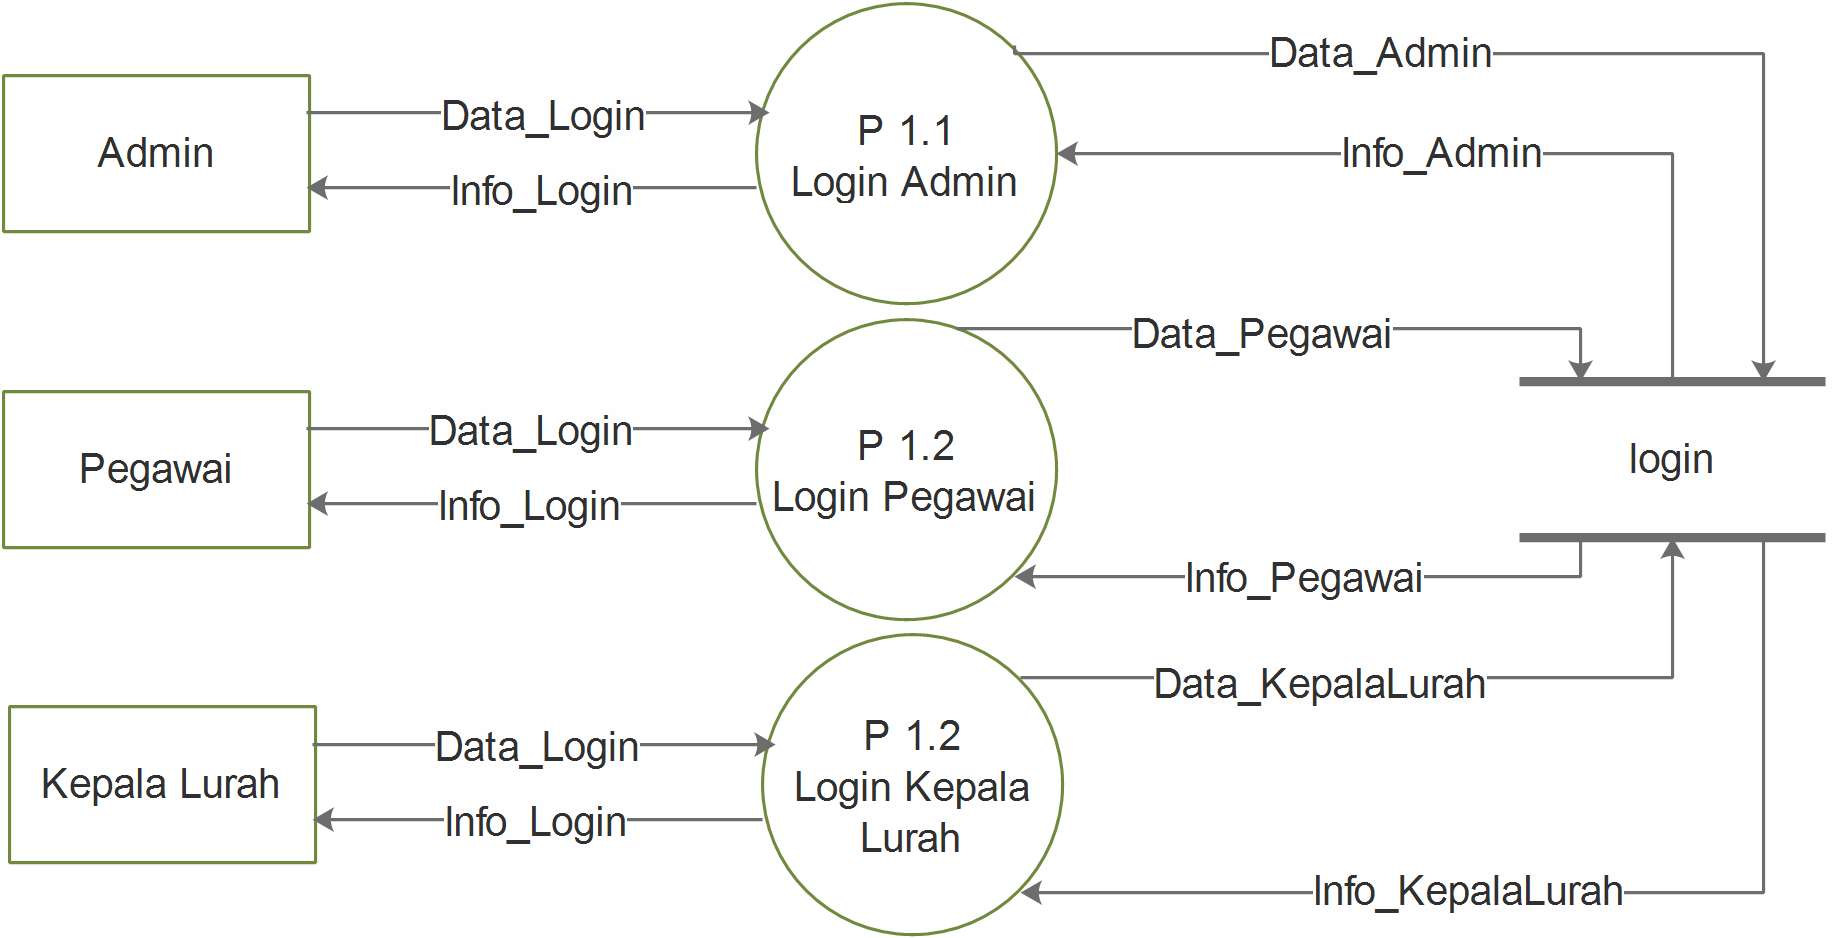 Admin
Data_Login
Info_Login
P 1.1
Login Admin
Data_Admin
Info_Admin
Pegawai
Data_Login
Info_Login
P 1.2
Login Pegawai
Data_Pegawai
Info_Pegawai
login
Kepala Lurah
Data_Login
Info_Login
P 1.2
Login Kepala
Lurah
Data_KepalaLurah
Info_KepalaLurah